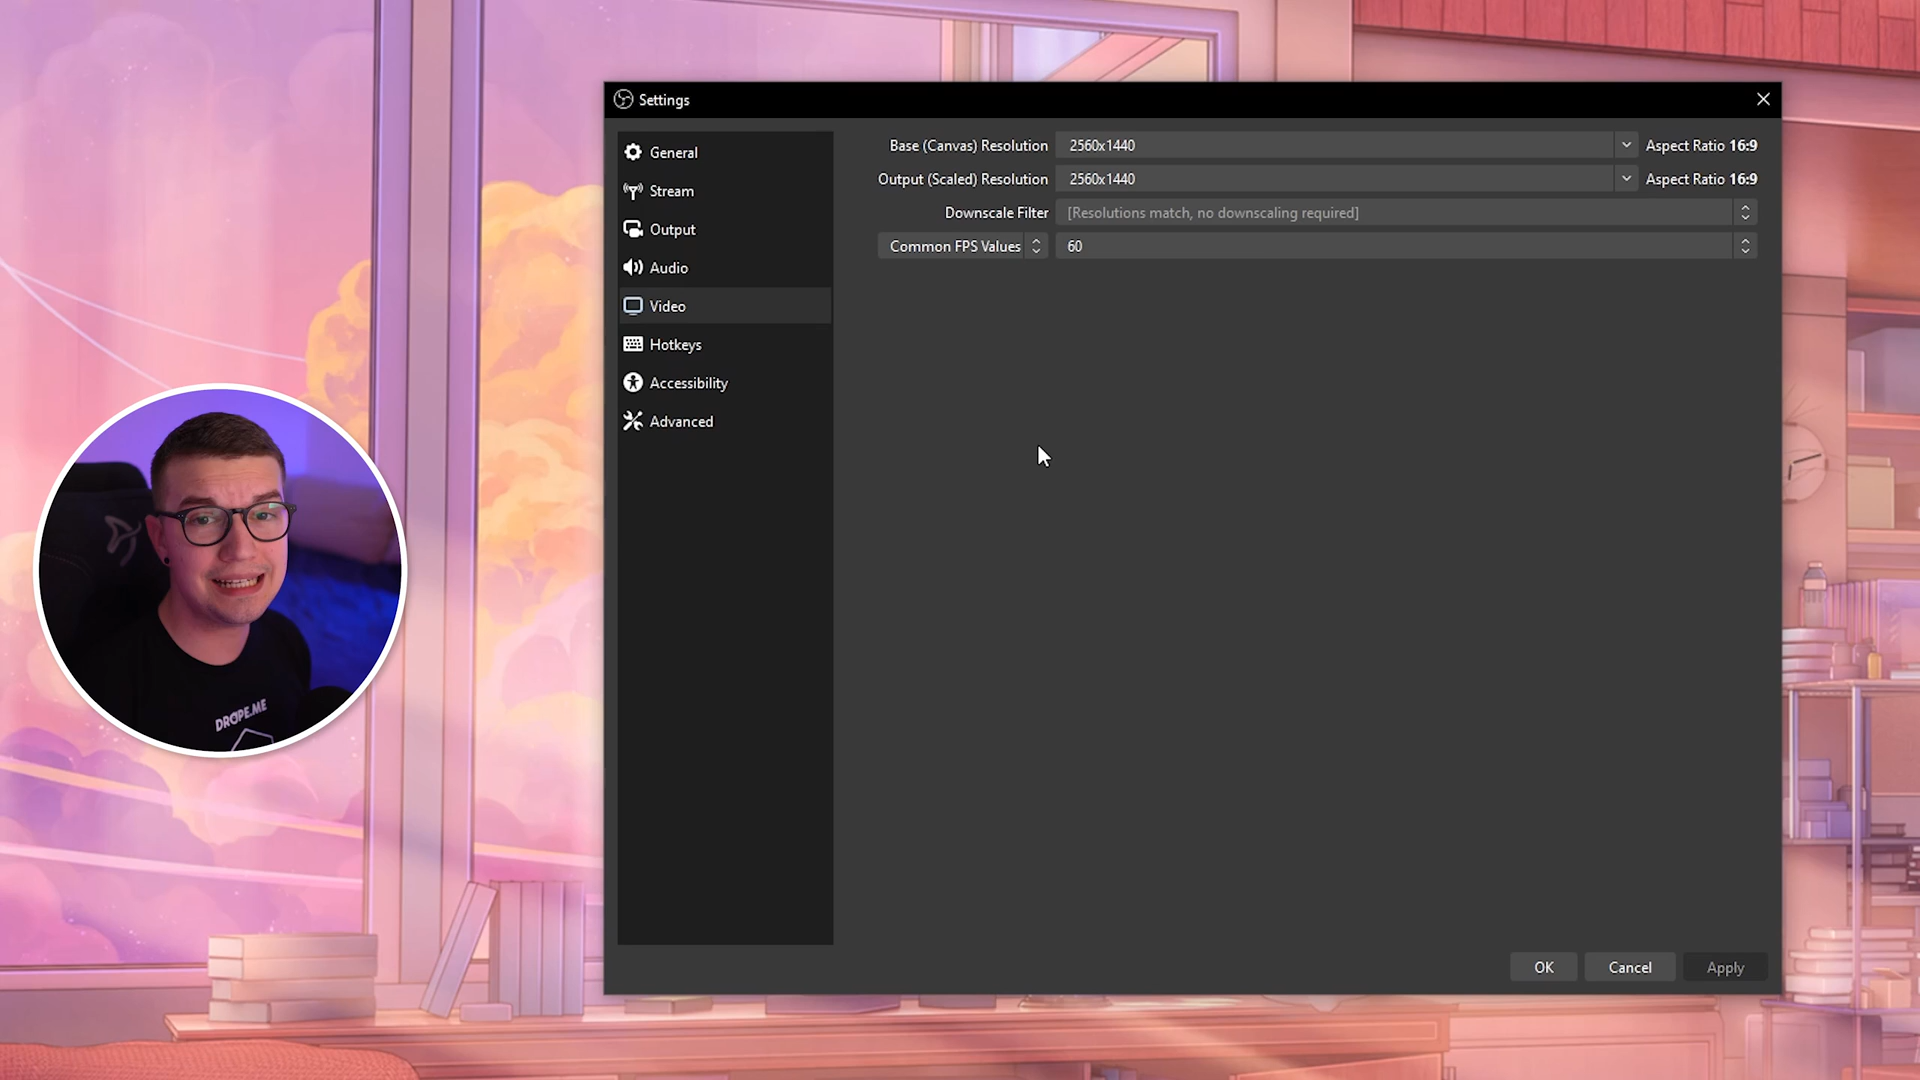 Settings
General
Stream
Output
Audio
Video
Hotkeys
Accessibility
Advanced
Base (Canvas) Resolution 2560x1440 Aspect Ratio 16:9
Output (Scaled) Resolution 2560x1440 Aspect Ratio 16:9
Downscale Filter [Resolutions match, no downscaling required]
Common FPS Values 60
DROPE.ME
OK Cancel Apply